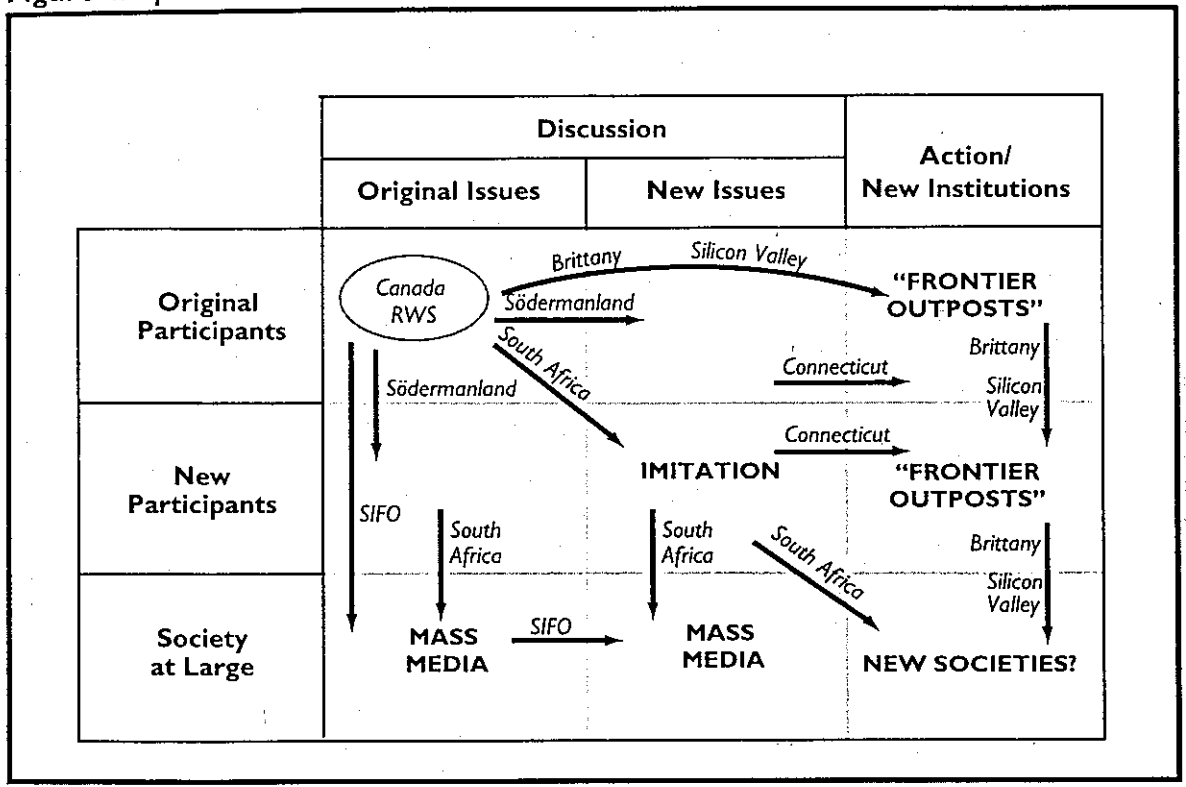 Discussion
Action/
New Institutions
Original Issues
New Issues
Original
Participants
Canada
RWS
Brittany
Silicon Valley
Södermanland
South Africa
Södermanland
"FRONTIER
OUTPOSTS"
Connecticut
Brittany
Silicon
Valley
New
Participants
SIFO
South
Africa
IMITATION
Connecticut
South
Africa
South Africa
"FRONTIER
OUTPOSTS"
Brittany
Silicon
Valley
Society
at Large
MASS
MEDIA
SIFO
MASS
MEDIA
NEW SOCIETIES?